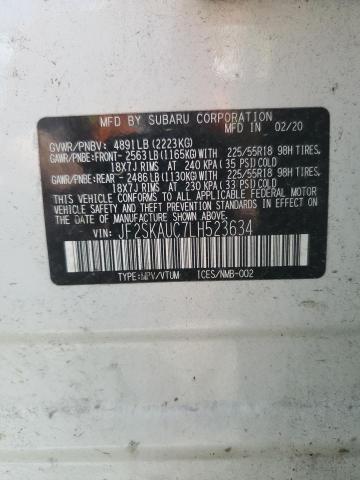 MFD BY SUBARU CORPORATION
MFD IN 02/20
GVWR/PNBV: 4891LB (2223KG)
GAWR/PNBE:FRONT- 2563LB(1165KG)WITH 225/55R18 98H TIRES,
18X7J RIMS AT 240 KPA(35 PSI)COLD
GAWR/PNBE:REAR - 2486LB(1130KG)WITH 225/55R18 98H TIRES,
18X7J RIMS AT 230 KPA(33 PSI)COLD
THIS VEHICLE CONFORMS TO ALL APPLICABLE FEDERAL MOTOR
VEHICLE SAFETY, BUMPER, AND THEFT PREVENTION STANDARDS
IN EFFECT ON THE DATE OF MANUFACTURE SHOWN ABOVE.
VIN: JF2SKAUC7LH523634
TYPE:MPV/VTUM ICES/NMB-002